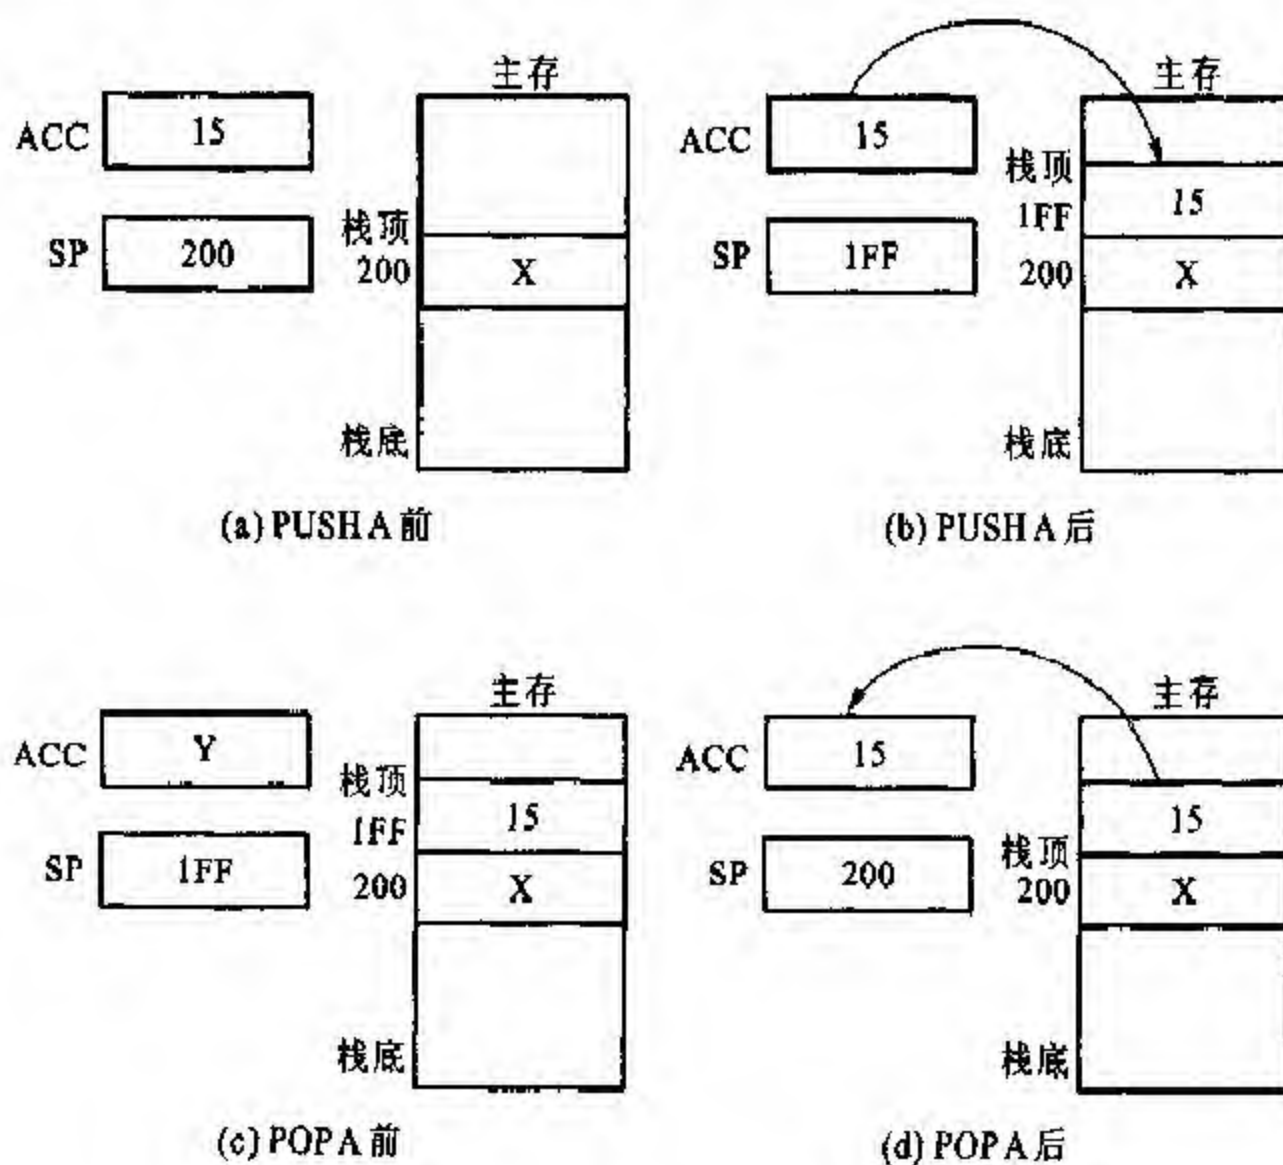 主存
ACC 15
SP 200
栈顶
200 X
栈底
(a) PUSH A 前
主存
ACC 15
栈顶
1FF 15
SP 1FF
200 X
栈底
(b) PUSH A 后
主存
ACC Y
栈顶
1FF 15
SP 1FF
200 X
栈底
(c) POP A 前
主存
ACC 15
15
SP 200
栈顶
200 X
栈底
(d) POP A 后